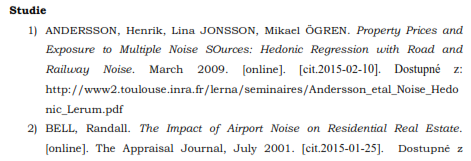 Studie
1) ANDERSSON, Henrik, Lina JONSSON, Mikael ÖGREN. Property Prices and
Exposure to Multiple Noise SOurces: Hedonic Regression with Road and
Railway Noise. March 2009. [online]. [cit.2015-02-10]. Dostupné z:
http://www2.toulouse.inra.fr/lerna/seminaires/Andersson_etal_Noise_Hedo
nic_Lerum.pdf
2) BELL, Randall. The Impact of Airport Noise on Residential Real Estate.
[online]. The Appraisal Journal, July 2001. [cit.2015-01-25]. Dostupné z